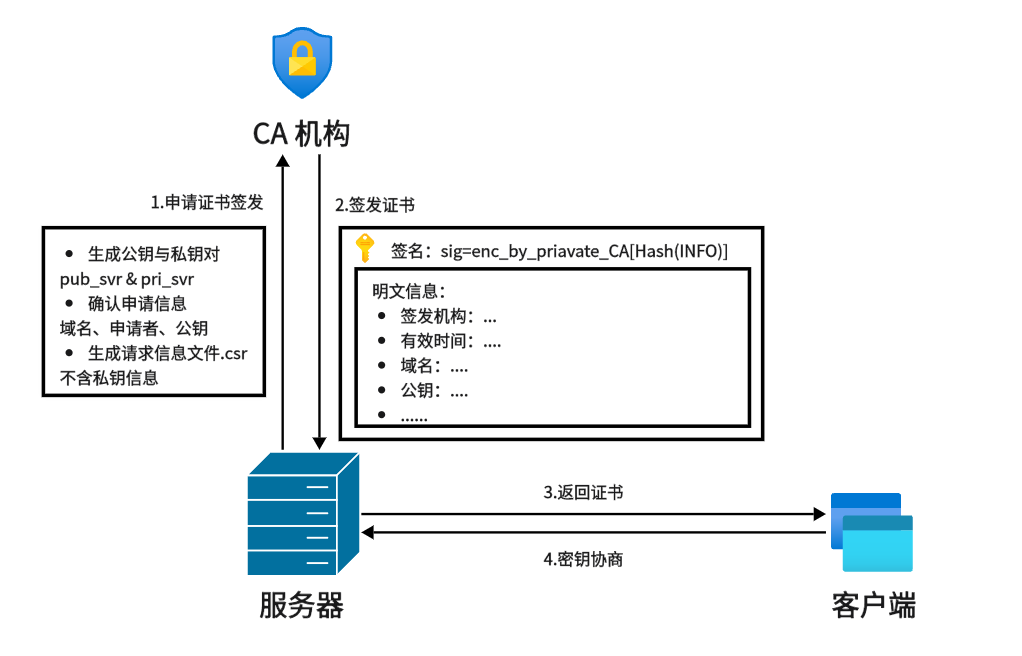 CA 机构
1.申请证书签发
2.签发证书
• 生成公钥与私钥对
pub_svr & pri_svr
• 确认申请信息
域名、申请者、公钥
• 生成请求信息文件.csr
不含私钥信息
签名：sig=enc_by_priavate_CA[Hash(INFO)]
明文信息：
• 签发机构：...
• 有效时间：....
• 域名：....
• 公钥：....
• ......
3.返回证书
4.密钥协商
服务器
客户端